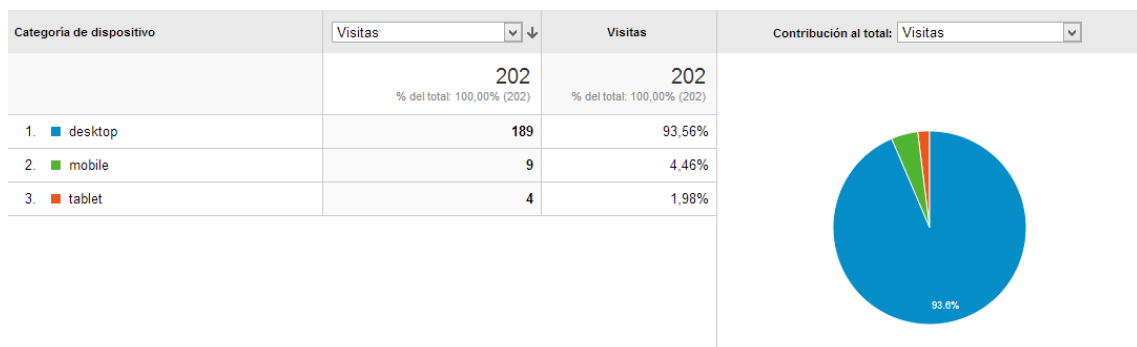 Categoría de dispositivo Visitas Visitas Contribución al total: Visitas
202 202
% del total: 100,00% (202) % del total: 100,00% (202)
1. desktop 189 93,56%
2. mobile 9 4,46%
3. tablet 4 1,98%
93.6%